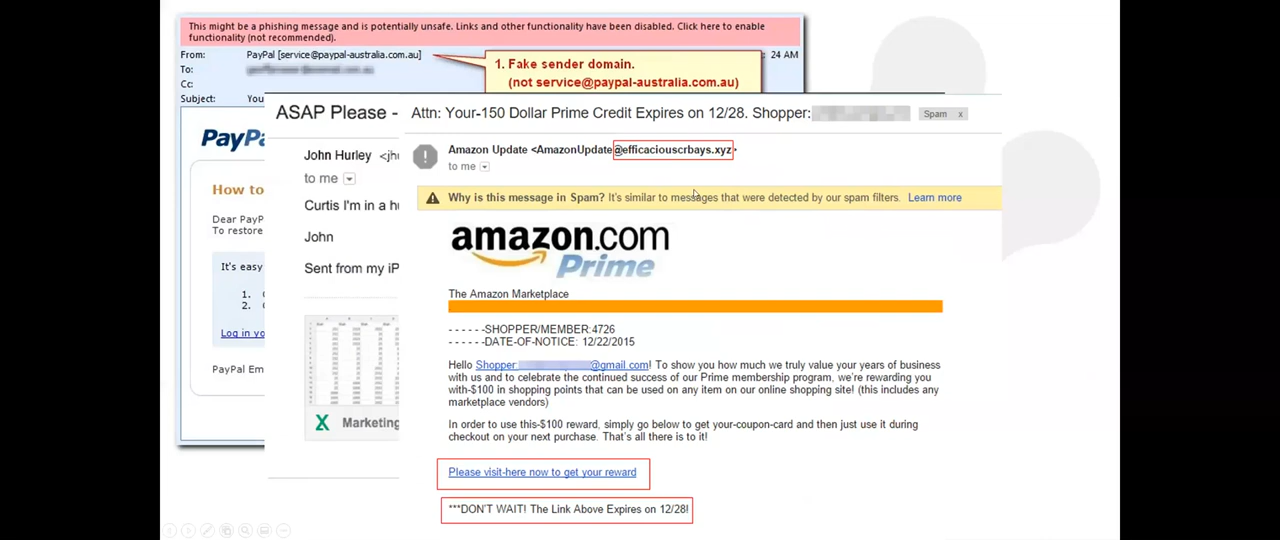 This might be a phishing message and is potentially unsafe. Links and other functionality have been disabled. Click here to enable
functionality (not recommended).
From: PayPal [service@paypal-australia.com.au]
24 AM
To:
Cc:
Subject: You
1. Fake sender domain.
(not service@paypal-australia.com.au)
PayPa
How to
Dear PayP
To restore
It's easy
1.
2.
Log in yo
PayPal Em
ASAP Please -
John Hurley <jhu
to me
Curtis I'm in a hu
John
Sent from my iP
Marketing
Attn: Your-150 Dollar Prime Credit Expires on 12/28. Shopper:
Spam x
Amazon Update <AmazonUpdate@efficaciouscrbays.xyz>
to me
Why is this message in Spam? It's similar to messages that were detected by our spam filters. Learn more
amazon.com
Prime
The Amazon Marketplace
- - - - - -SHOPPER/MEMBER:4726
- - - - - -DATE-OF-NOTICE: 12/22/2015
Hello Shopper @gmail.com! To show you how much we truly value your years of business
with us and to celebrate the continued success of our Prime membership program, we're rewarding you
with-$100 in shopping points that can be used on any item on our online shopping site! (this includes any
marketplace vendors)
In order to use this-$100 reward, simply go below to get your-coupon-card and then just use it during
checkout on your next purchase. That's all there is to it!
Please visit-here now to get your reward
***DON'T WAIT! The Link Above Expires on 12/28!